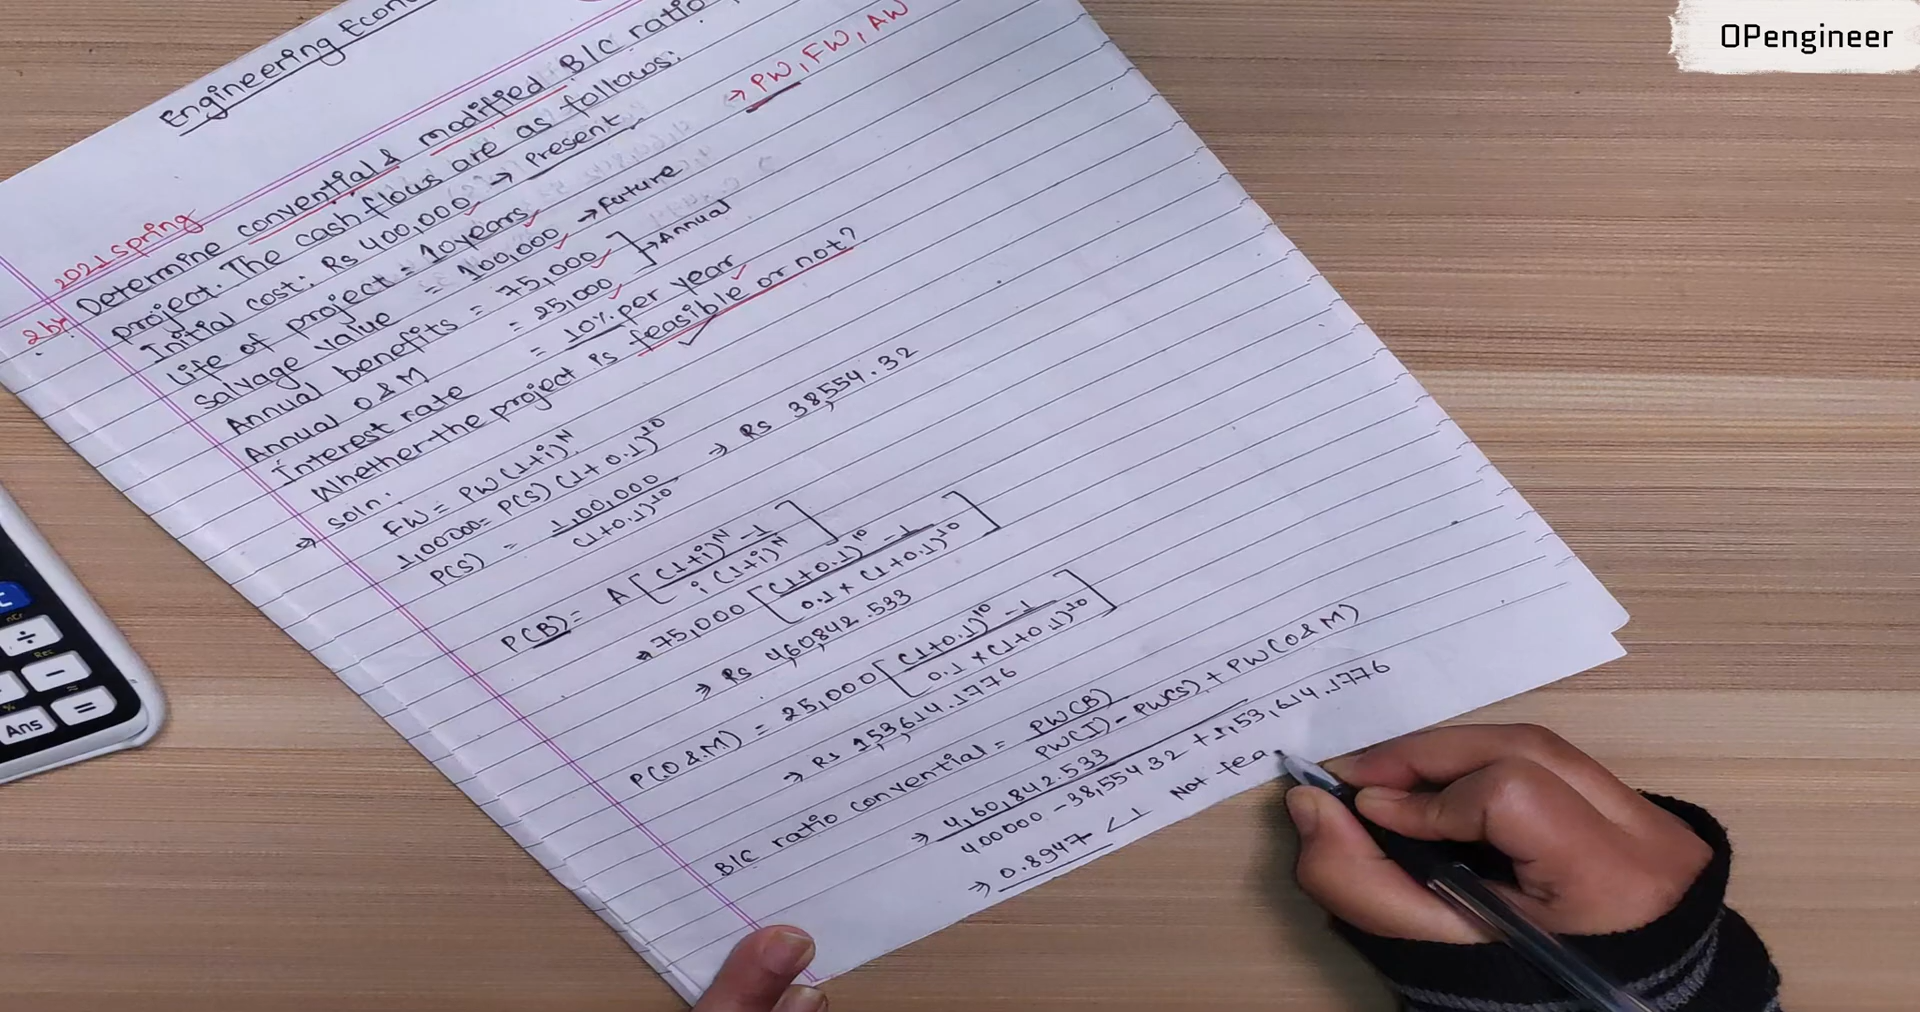 OPengineer
Engineering Econ
2021 spring
2b) Determine convential & modified B/C ratio
project. The cash flows are as follows:
Initial cost: Rs 400,000 → Present
→ PW, FW, AW
Life of project = 10 years
Salvage value = 100,000 → Future
Annual benefits = 75,000
Annual O&M = 25,000 → Annual
Interest rate = 10% per year
Whether the project is feasible or not?
⇒ soln:
FW = PW(1+i)^N
1,00000 = P(S) (1+0.1)^10
P(S) = 1,00,000 / (1+0.1)^10 → Rs 38,554.32
P(B) = A [(1+i)^N - 1 / i(1+i)^N]
→ 75,000 [(1+0.1)^10 - 1 / 0.1 × (1+0.1)^10]
→ Rs 4,60,842.533
P(O&M) = 25,000 [(1+0.1)^10 - 1 / 0.1 × (1+0.1)^10]
→ Rs 1,53,614.1776
B/C ratio convential = PW(B) / PW(I) - PW(S) + PW(O&M)
→ 4,60,842.533 / 400000 - 38,554.32 + 1,53,614.1776
→ 0.8947 < 1 Not fea
÷
−
=
Ans